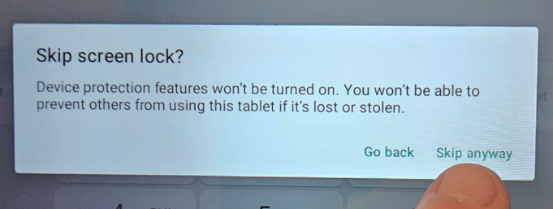 Skip screen lock?
Device protection features won't be turned on. You won't be able to
prevent others from using this tablet if it's lost or stolen.
Go back Skip anyway